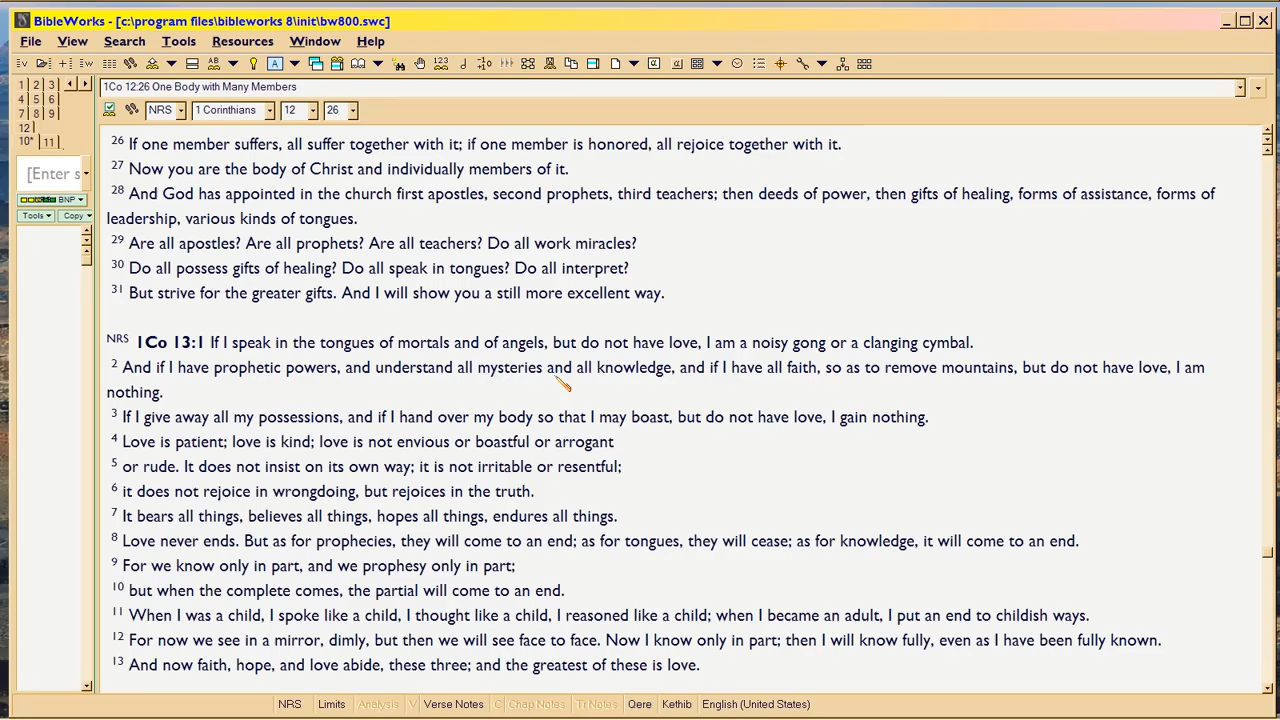 BibleWorks - [c:\program files\bibleworks 8\init\bw800.swc]
File View Search Tools Resources Window Help
1 2 3
4 5 6
7 8 9
12
10* 11
1Co 12:26 One Body with Many Members
NRS 1 Corinthians 12 26
[Enter s
BNP
Tools Copy
26 If one member suffers, all suffer together with it; if one member is honored, all rejoice together with it.
27 Now you are the body of Christ and individually members of it.
28 And God has appointed in the church first apostles, second prophets, third teachers; then deeds of power, then gifts of healing, forms of assistance, forms of
leadership, various kinds of tongues.
29 Are all apostles? Are all prophets? Are all teachers? Do all work miracles?
30 Do all possess gifts of healing? Do all speak in tongues? Do all interpret?
31 But strive for the greater gifts. And I will show you a still more excellent way.
NRS 1Co 13:1 If I speak in the tongues of mortals and of angels, but do not have love, I am a noisy gong or a clanging cymbal.
2 And if I have prophetic powers, and understand all mysteries and all knowledge, and if I have all faith, so as to remove mountains, but do not have love, I am
nothing.
3 If I give away all my possessions, and if I hand over my body so that I may boast, but do not have love, I gain nothing.
4 Love is patient; love is kind; love is not envious or boastful or arrogant
5 or rude. It does not insist on its own way; it is not irritable or resentful;
6 it does not rejoice in wrongdoing, but rejoices in the truth.
7 It bears all things, believes all things, hopes all things, endures all things.
8 Love never ends. But as for prophecies, they will come to an end; as for tongues, they will cease; as for knowledge, it will come to an end.
9 For we know only in part, and we prophesy only in part;
10 but when the complete comes, the partial will come to an end.
11 When I was a child, I spoke like a child, I thought like a child, I reasoned like a child; when I became an adult, I put an end to childish ways.
12 For now we see in a mirror, dimly, but then we will see face to face. Now I know only in part; then I will know fully, even as I have been fully known.
13 And now faith, hope, and love abide, these three; and the greatest of these is love.
NRS Limits Analysis V Verse Notes C Chap Notes Tr Notes Qere Kethib English (United States)